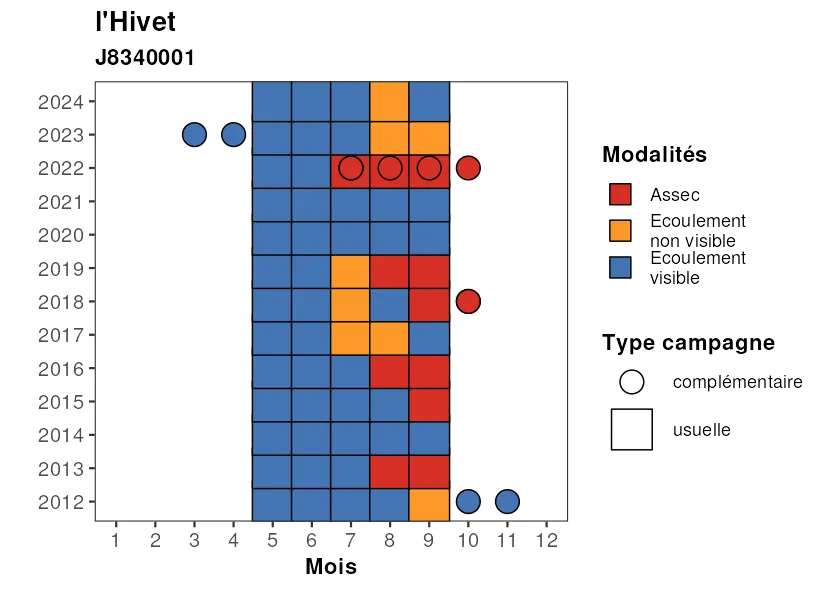 l'Hivet
J8340001
2024
2023
2022
2021
2020
2019
2018
2017
2016
2015
2014
2013
2012
1 2 3 4 5 6 7 8 9 10 11 12
Mois
Modalités
Assec
Ecoulement
non visible
Ecoulement
visible
Type campagne
complémentaire
usuelle